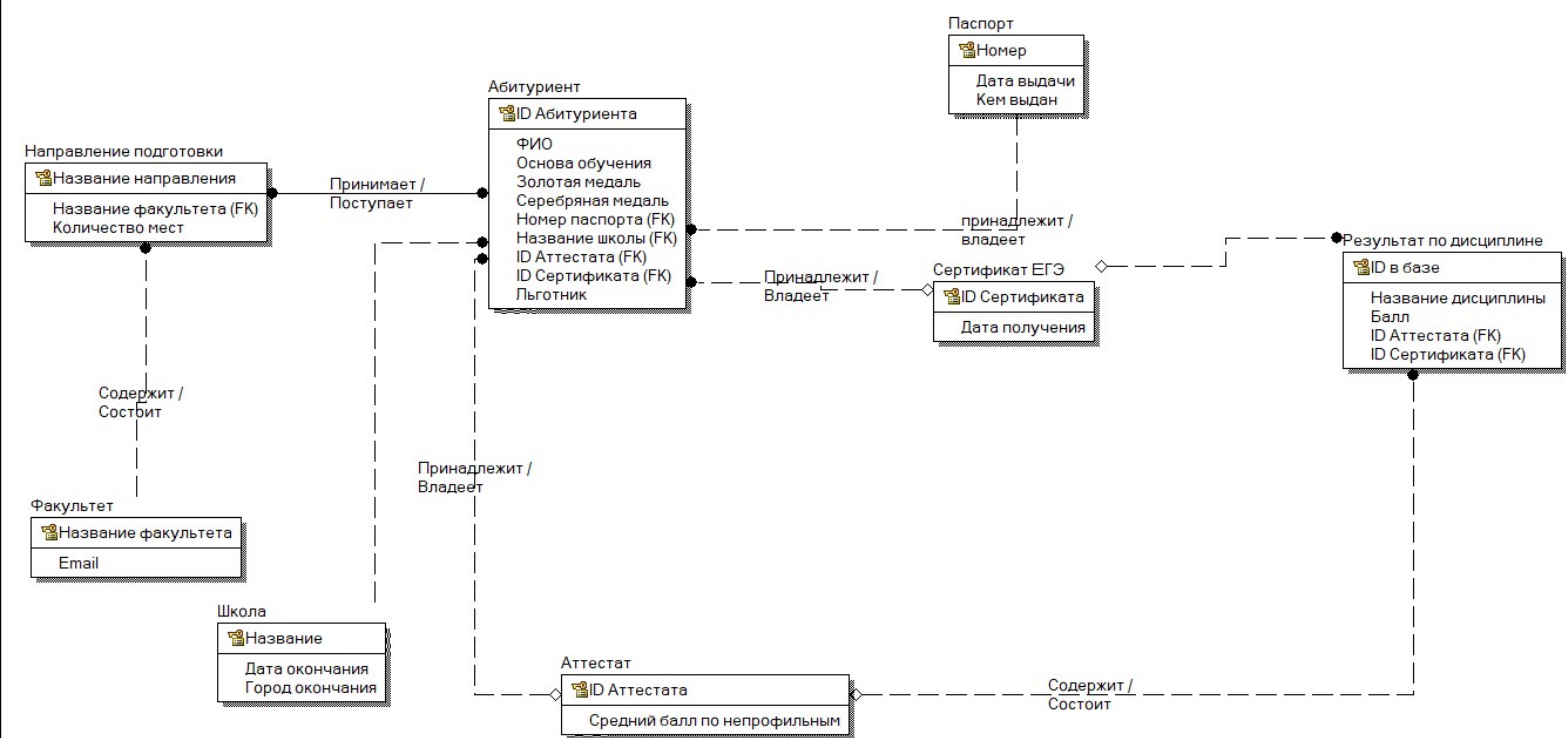 Паспорт
Номер
Дата выдачи
Кем выдан
Абитуриент
ID Абитуриента
ФИО
Основа обучения
Золотая медаль
Серебряная медаль
Номер паспорта (FK)
Название школы (FK)
ID Аттестата (FK)
ID Сертификата (FK)
Льготник
Направление подготовки
Название направления
Название факультета (FK)
Количество мест
Принимает /
Поступает
принадлежит /
владеет
Принадлежит /
Владеет
Сертификат ЕГЭ
ID Сертификата
Дата получения
Результат по дисциплине
ID в базе
Название дисциплины
Балл
ID Аттестата (FK)
ID Сертификата (FK)
Содержит /
Состоит
Принадлежит /
Владеет
Факультет
Название факультета
Email
Школа
Название
Дата окончания
Город окончания
Аттестат
ID Аттестата
Средний балл по непрофильным
Содержит /
Состоит